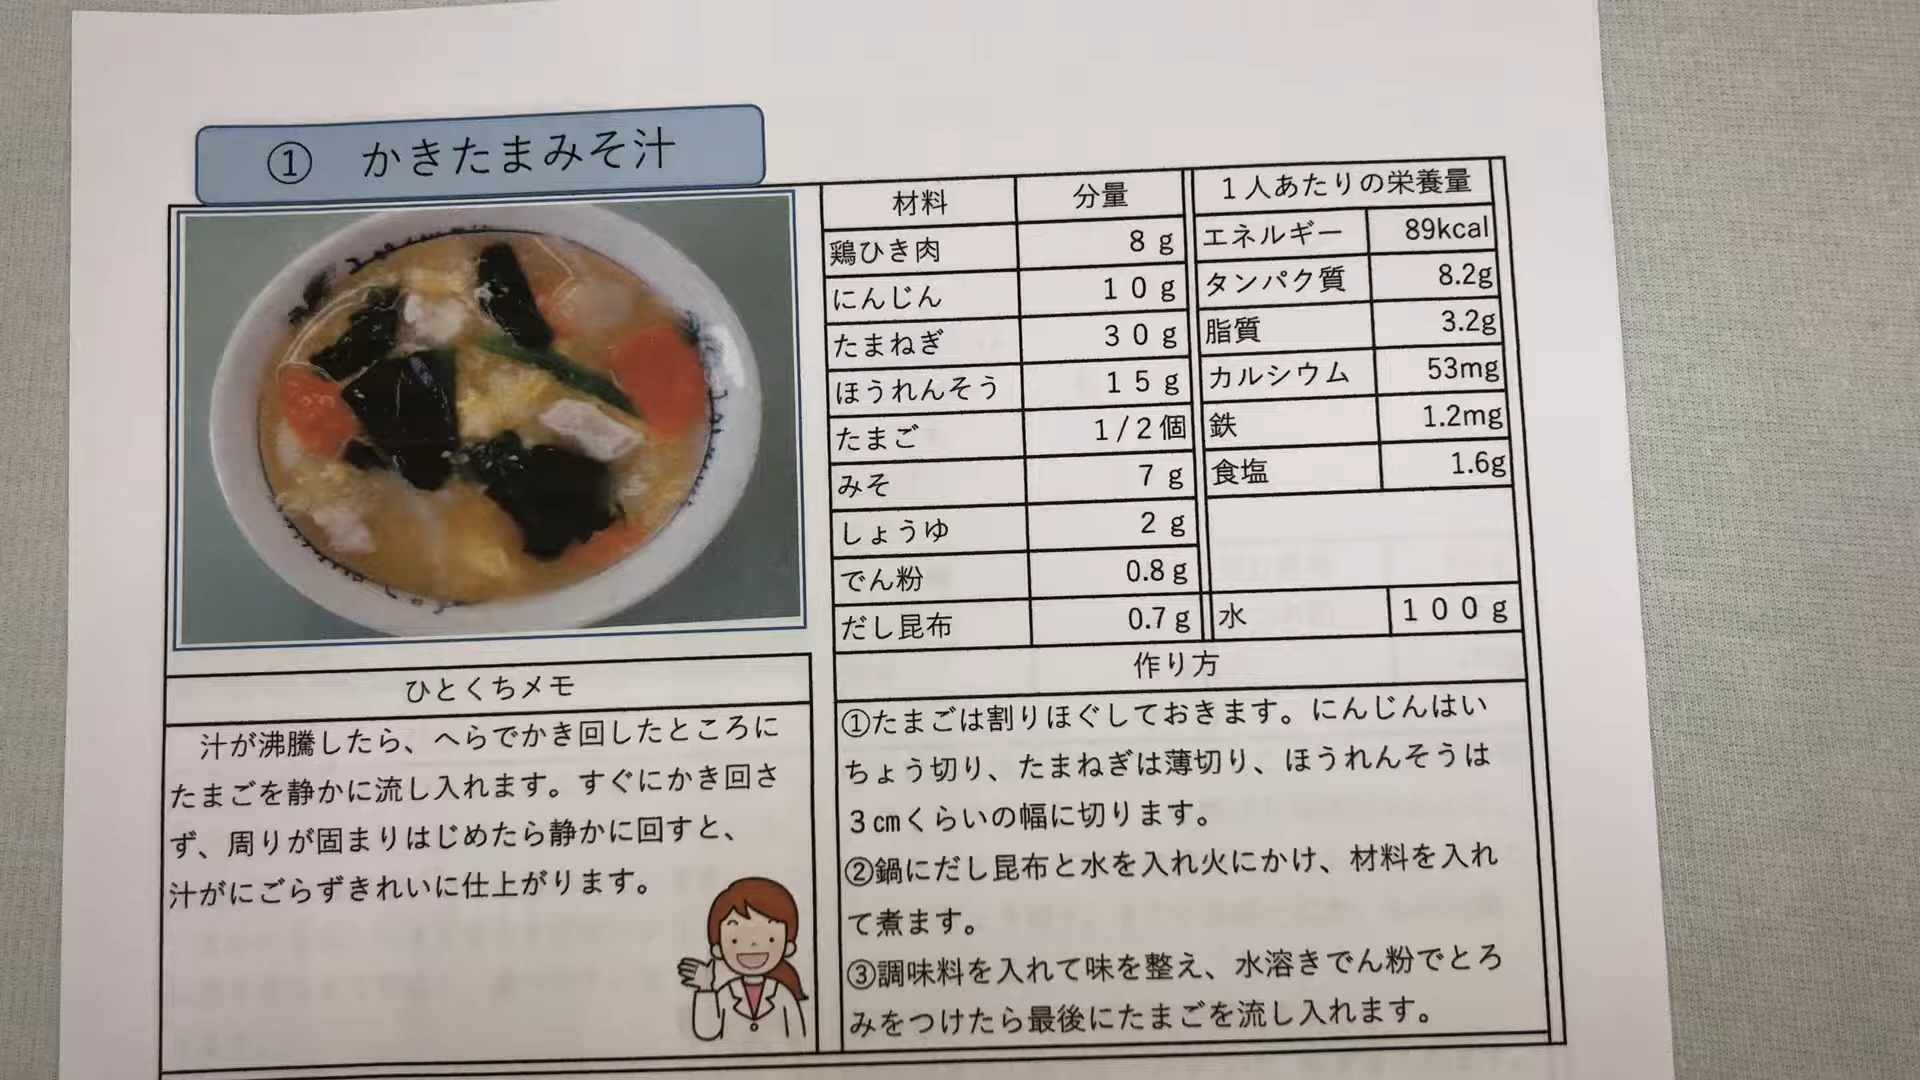 ① かきたまみそ汁
材料 分量 1人あたりの栄養量
鶏ひき肉 8g エネルギー 89kcal
にんじん 10g タンパク質 8.2g
たまねぎ 30g 脂質 3.2g
ほうれんそう 15g カルシウム 53mg
たまご 1/2個 鉄 1.2mg
みそ 7g 食塩 1.6g
しょうゆ 2g
でん粉 0.8g
だし昆布 0.7g 水 100g
ひとくちメモ
汁が沸騰したら、へらでかき回したところに
たまごを静かに流し入れます。すぐにかき回さ
ず、周りが固まりはじめたら静かに回すと、
汁がにごらずきれいに仕上がります。
作り方
①たまごは割りほぐしておきます。にんじんはい
ちょう切り、たまねぎは薄切り、ほうれんそうは
3㎝くらいの幅に切ります。
②鍋にだし昆布と水を入れ火にかけ、材料を入れ
て煮ます。
③調味料を入れて味を整え、水溶きでん粉でとろ
みをつけたら最後にたまごを流し入れます。